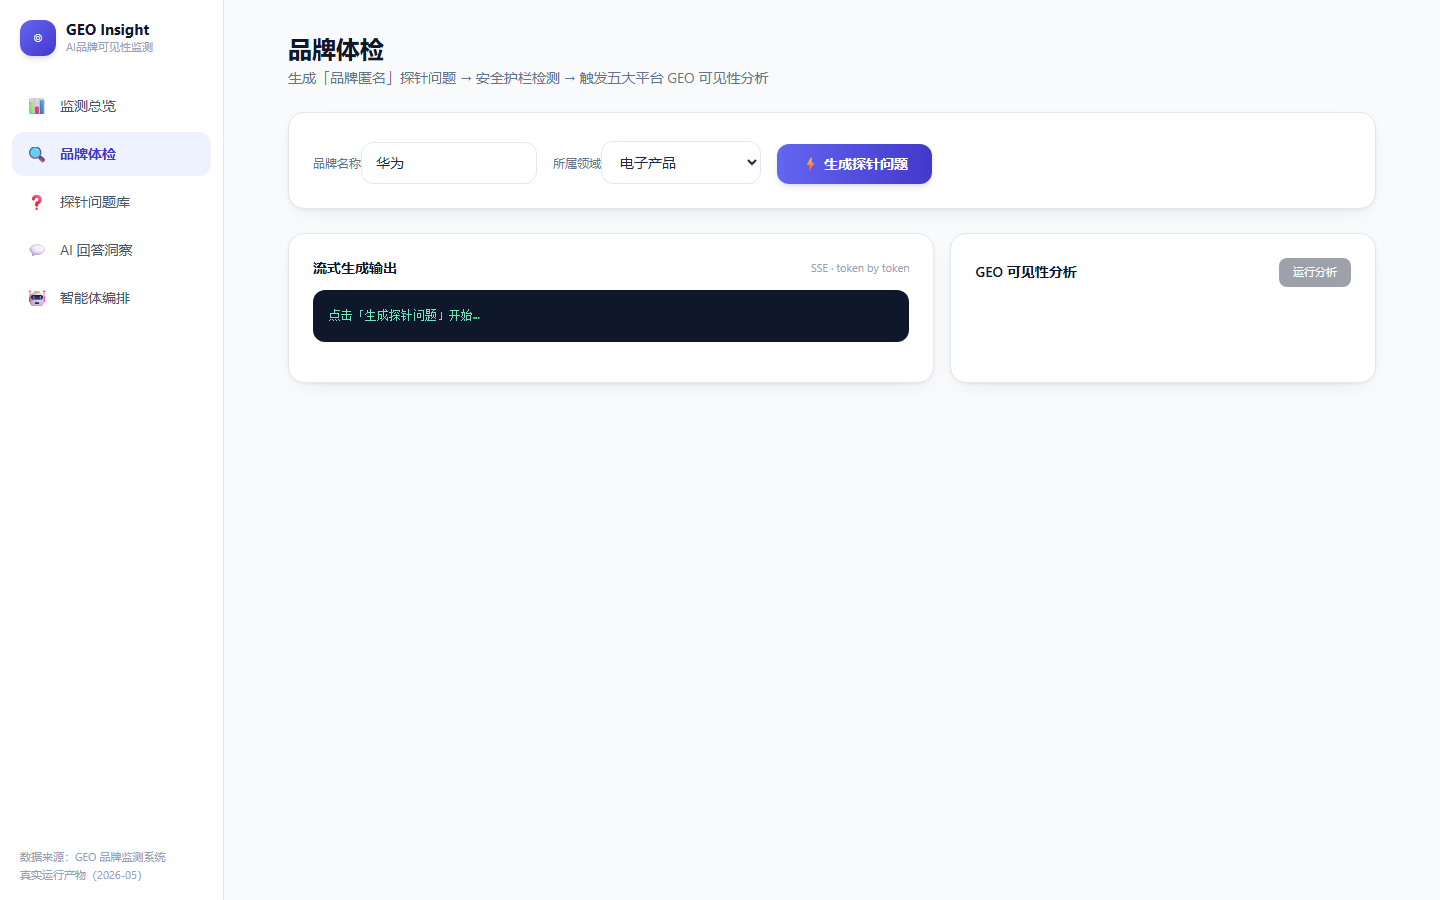 GEO Insight
AI品牌可见性监测
监测总览
品牌体检
探针问题库
AI 回答洞察
智能体编排
数据来源：GEO 品牌监测系统
真实运行产物（2026-05）
品牌体检
生成「品牌匿名」探针问题 → 安全护栏检测 → 触发五大平台 GEO 可见性分析
品牌名称 华为 所属领域 电子产品 生成探针问题
流式生成输出 SSE · token by token
点击「生成探针问题」开始…
GEO 可见性分析 运行分析